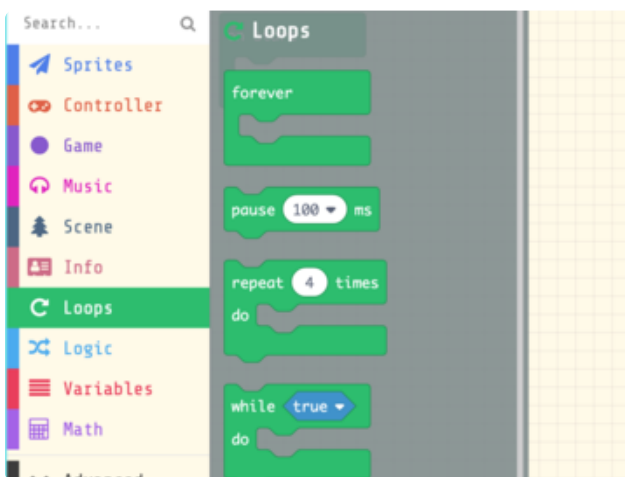 Search...
Sprites
Controller
Game
Music
Scene
Info
Loops
Logic
Variables
Math
Advanced
Loops
forever
pause 100 ms
repeat 4 times
do
while true
do